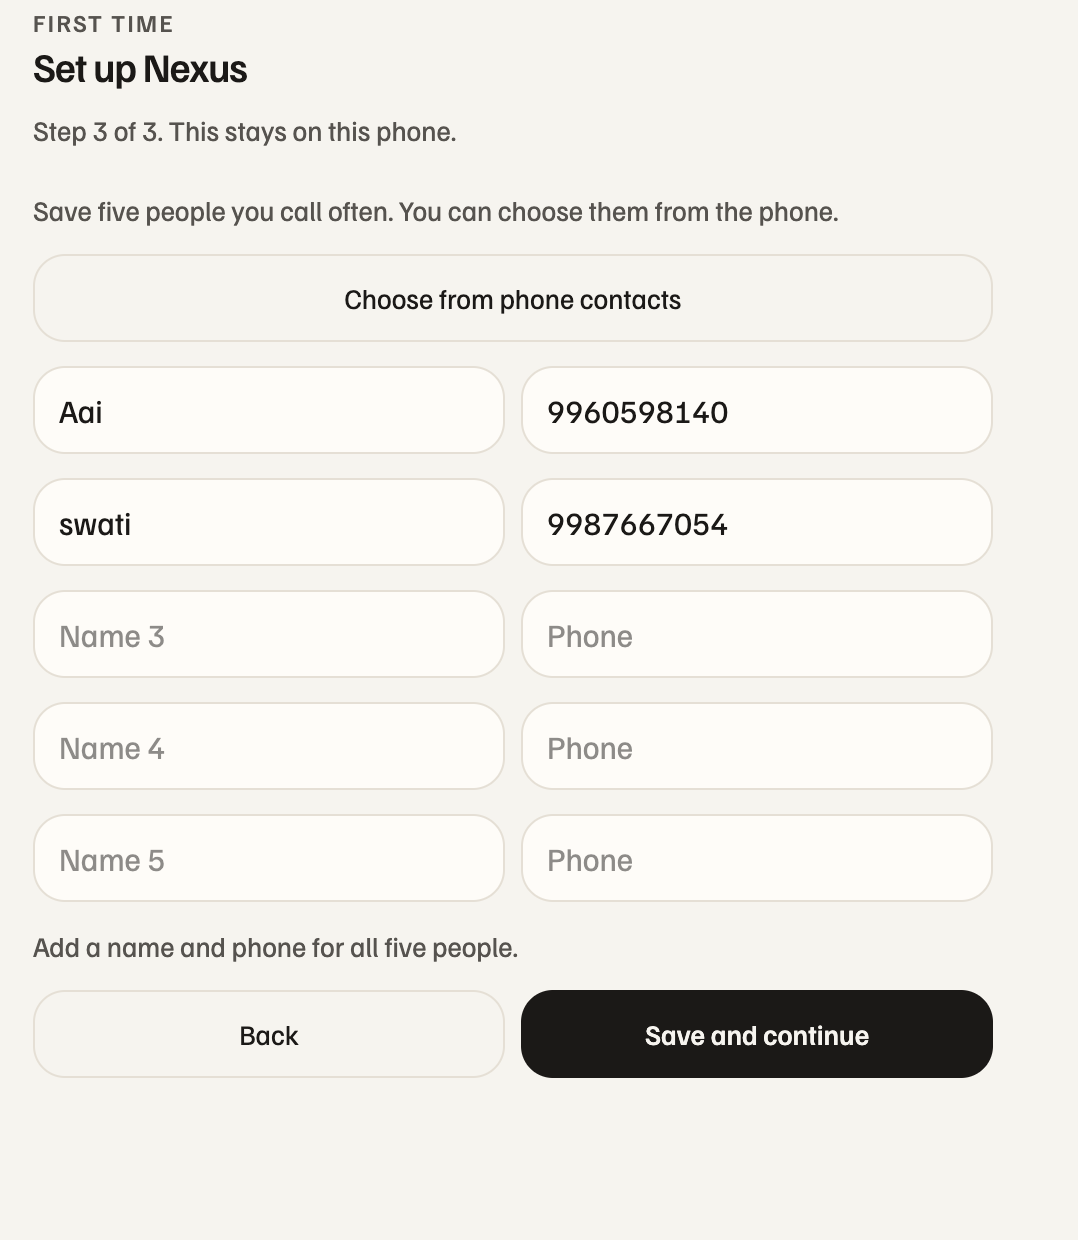 FIRST TIME
Set up Nexus
Step 3 of 3. This stays on this phone.
Save five people you call often. You can choose them from the phone.
Choose from phone contacts
Aai 9960598140
swati 9987667054
Name 3 Phone
Name 4 Phone
Name 5 Phone
Add a name and phone for all five people.
Back Save and continue